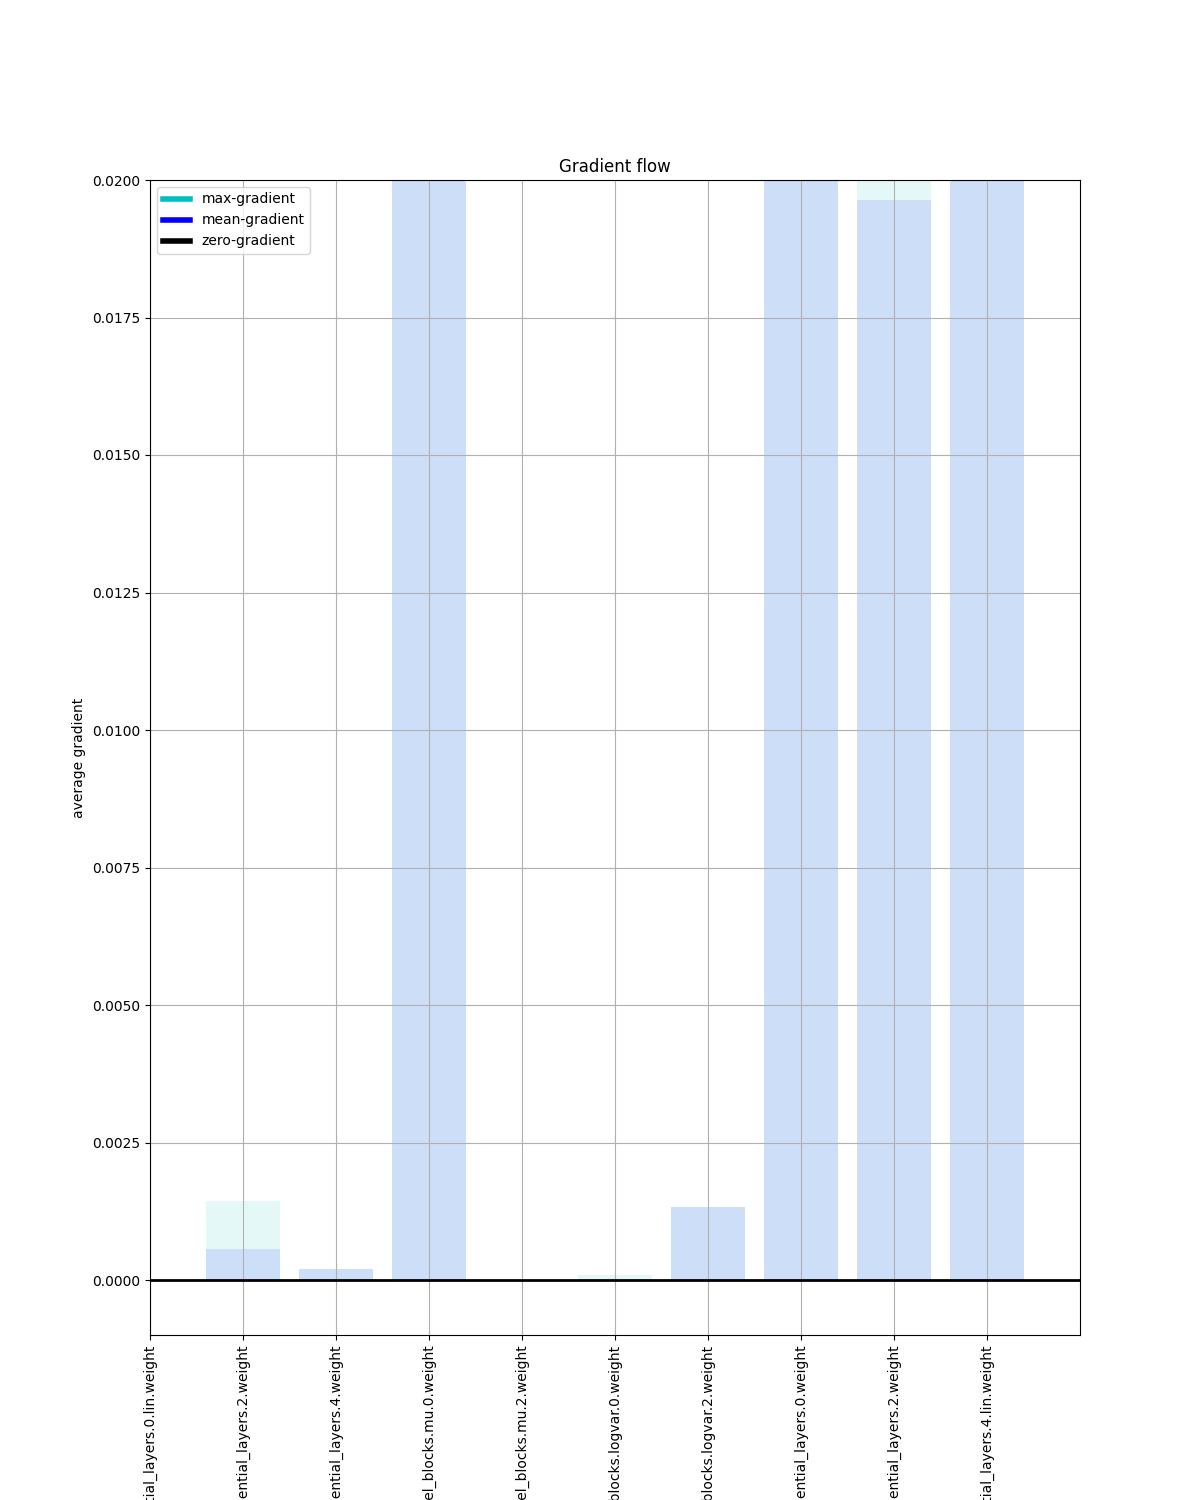 Gradient flow
max-gradient
mean-gradient
zero-gradient
0.0200
0.0175
0.0150
0.0125
0.0100
0.0075
0.0050
0.0025
0.0000
average gradient
tial_layers.0.lin.weight
ential_layers.2.weight
ential_layers.4.weight
el_blocks.mu.0.weight
el_blocks.mu.2.weight
blocks.logvar.0.weight
blocks.logvar.2.weight
ential_layers.0.weight
ential_layers.2.weight
tial_layers.4.lin.weight